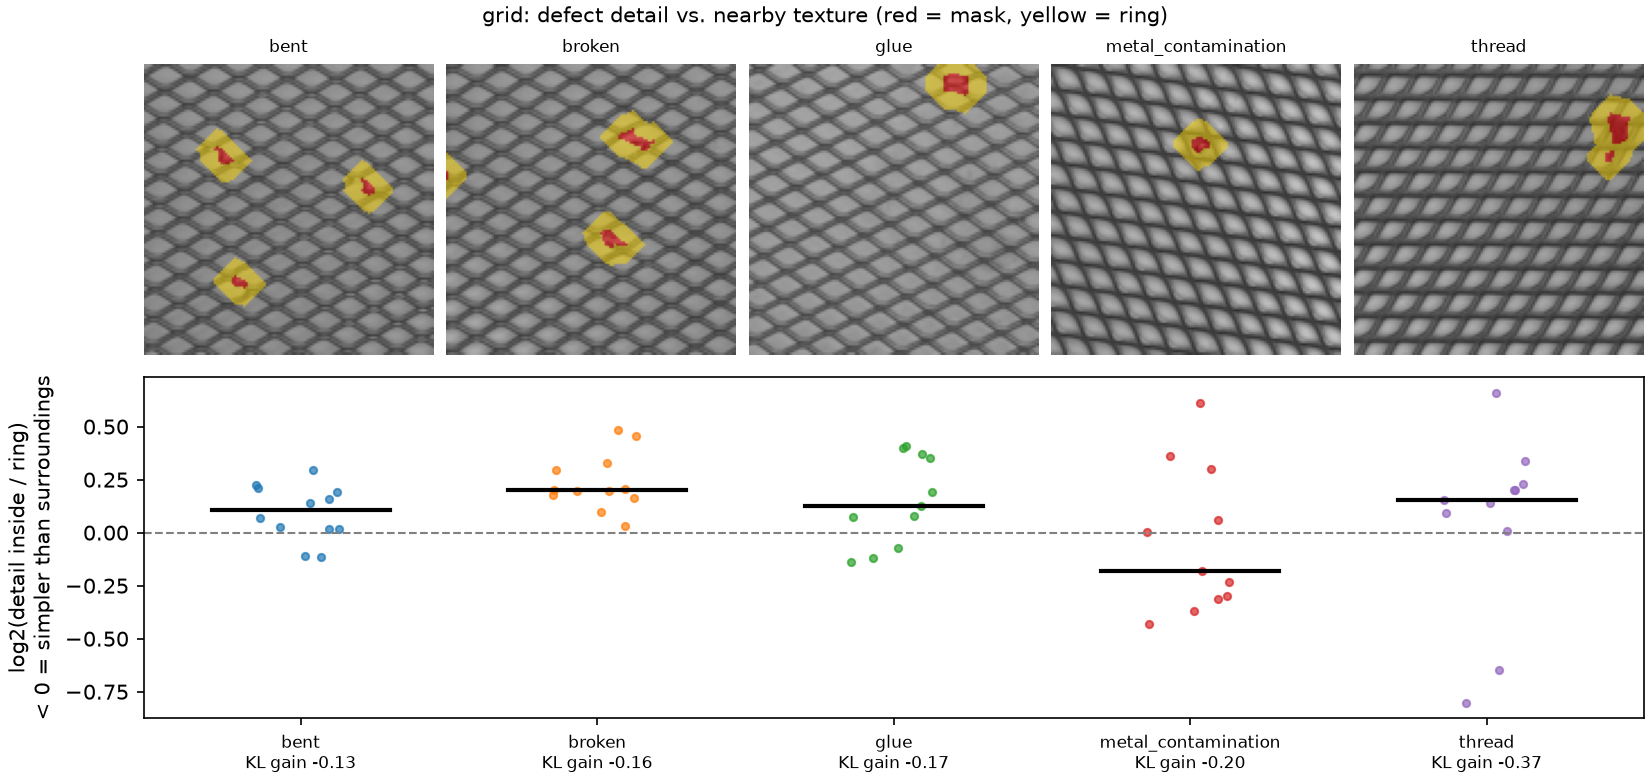 grid: defect detail vs. nearby texture (red = mask, yellow = ring)
bent
broken
glue
metal_contamination
thread
log2(detail inside / ring)
< 0 = simpler than surroundings
0.50
0.25
0.00
−0.25
−0.50
−0.75
bent
KL gain -0.13
broken
KL gain -0.16
glue
KL gain -0.17
metal_contamination
KL gain -0.20
thread
KL gain -0.37